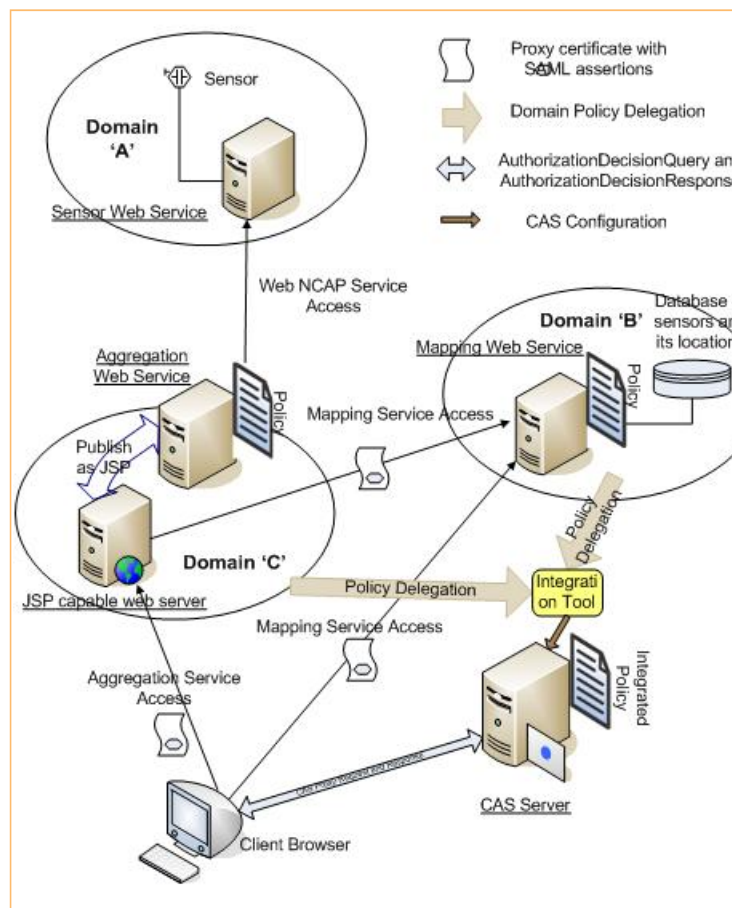 Proxy certificate with
SAML assertions
Sensor
Domain
‘A’
Domain Policy Delegation
AuthorizationDecisionQuery an
AuthorizationDecisionRespons
Sensor Web Service
CAS Configuration
Web NCAP Service
Access
Database
sensors an
its location
Domain ‘B’
Mapping Web Service
Policy
Aggregation
Web Service
Policy
Mapping Service Access
Publish
as JSP
Policy
Delegation
Domain ‘C’
Policy Delegation
Integrati
on Tool
JSP capable web server
Mapping Service Access
Integrated
Policy
Aggregation Service
Access
CAS Server
Client Browser